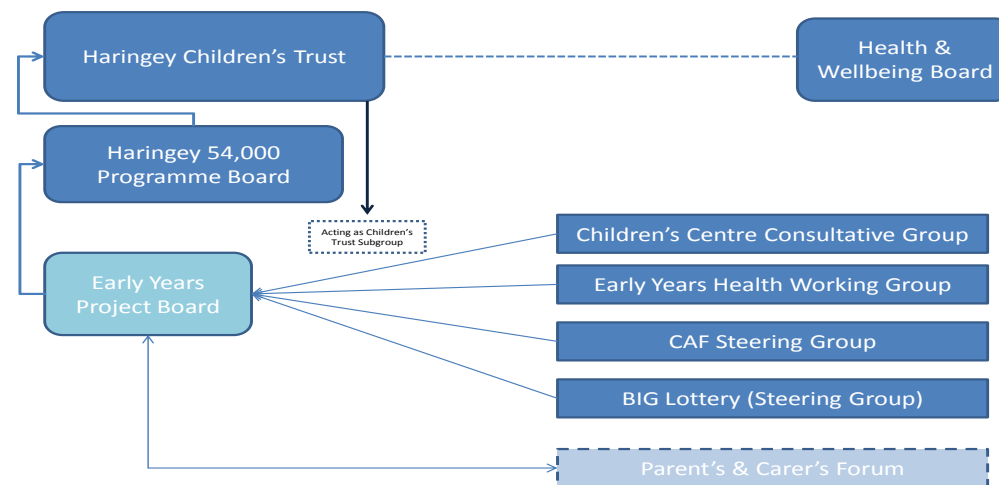 Haringey Children's Trust
Health &
Wellbeing Board
Haringey 54,000
Programme Board
Acting as Children's
Trust Subgroup
Children's Centre Consultative Group
Early Years
Project Board
Early Years Health Working Group
CAF Steering Group
BIG Lottery (Steering Group)
Parent's & Carer's Forum